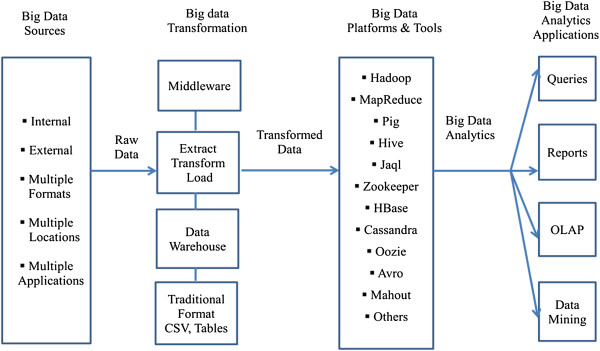 Big Data
Sources
Big data
Transformation
Big Data
Platforms & Tools
Big Data
Analytics
Applications
▪ Internal
▪ External
▪ Multiple
Formats
▪ Multiple
Locations
▪ Multiple
Applications
Raw
Data
Middleware
Extract
Transform
Load
Data
Warehouse
Traditional
Format
CSV, Tables
Transformed
Data
▪ Hadoop
▪ MapReduce
▪ Pig
▪ Hive
▪ Jaql
▪ Zookeeper
▪ HBase
▪ Cassandra
▪ Oozie
▪ Avro
▪ Mahout
▪ Others
Big Data
Analytics
Queries
Reports
OLAP
Data
Mining